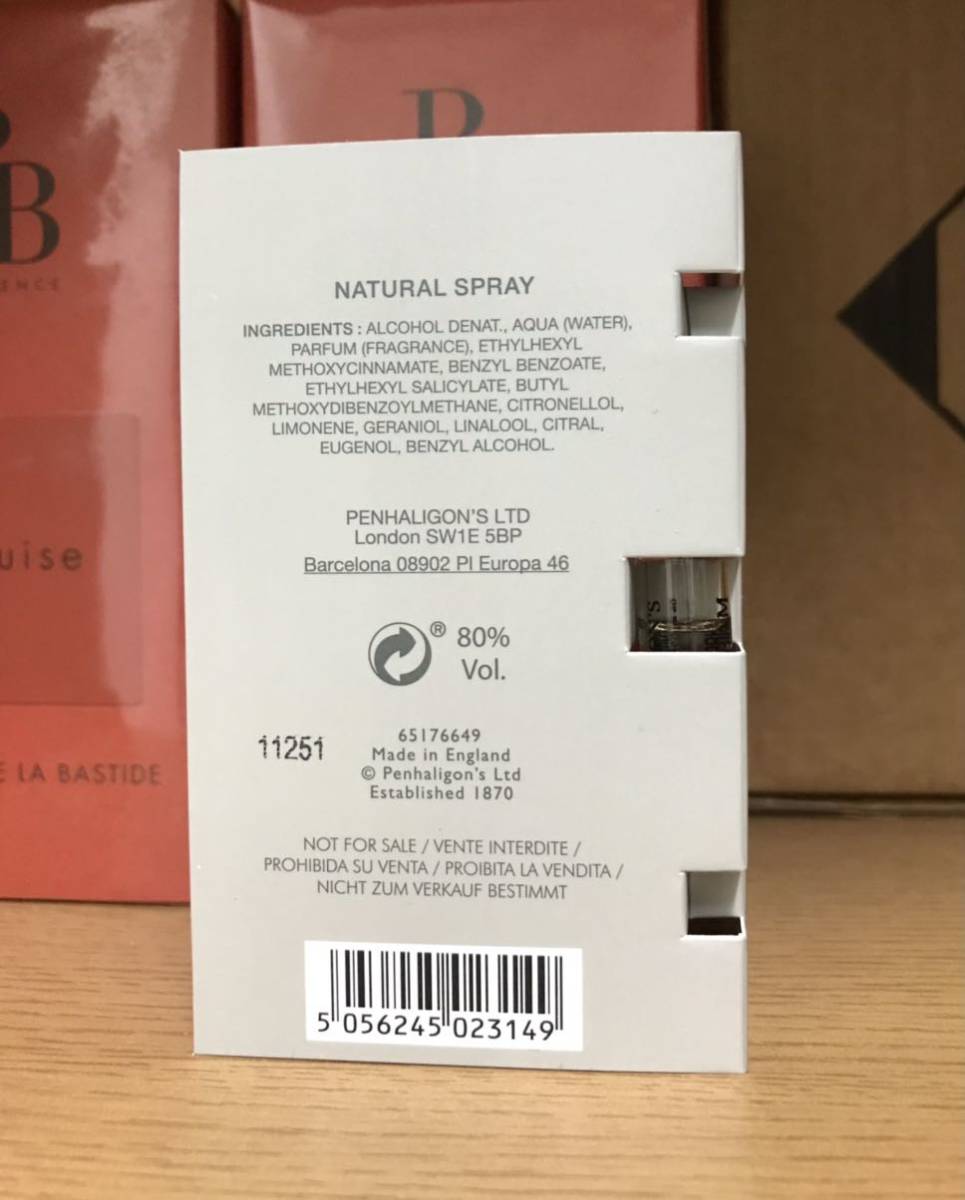 B
uise
E LA BASTIDE
NATURAL SPRAY
INGREDIENTS : ALCOHOL DENAT., AQUA (WATER),
PARFUM (FRAGRANCE), ETHYLHEXYL
METHOXYCINNAMATE, BENZYL BENZOATE,
ETHYLHEXYL SALICYLATE, BUTYL
METHOXYDIBENZOYLMETHANE, CITRONELLOL,
LIMONENE, GERANIOL, LINALOOL, CITRAL,
EUGENOL, BENZYL ALCOHOL.
PENHALIGON'S LTD
London SW1E 5BP
Barcelona 08902 Pl Europa 46
® 80%
Vol.
11251
65176649
Made in England
© Penhaligon's Ltd
Established 1870
NOT FOR SALE / VENTE INTERDITE /
PROHIBIDA SU VENTA / PROIBITA LA VENDITA /
NICHT ZUM VERKAUF BESTIMMT
5 056245 023149